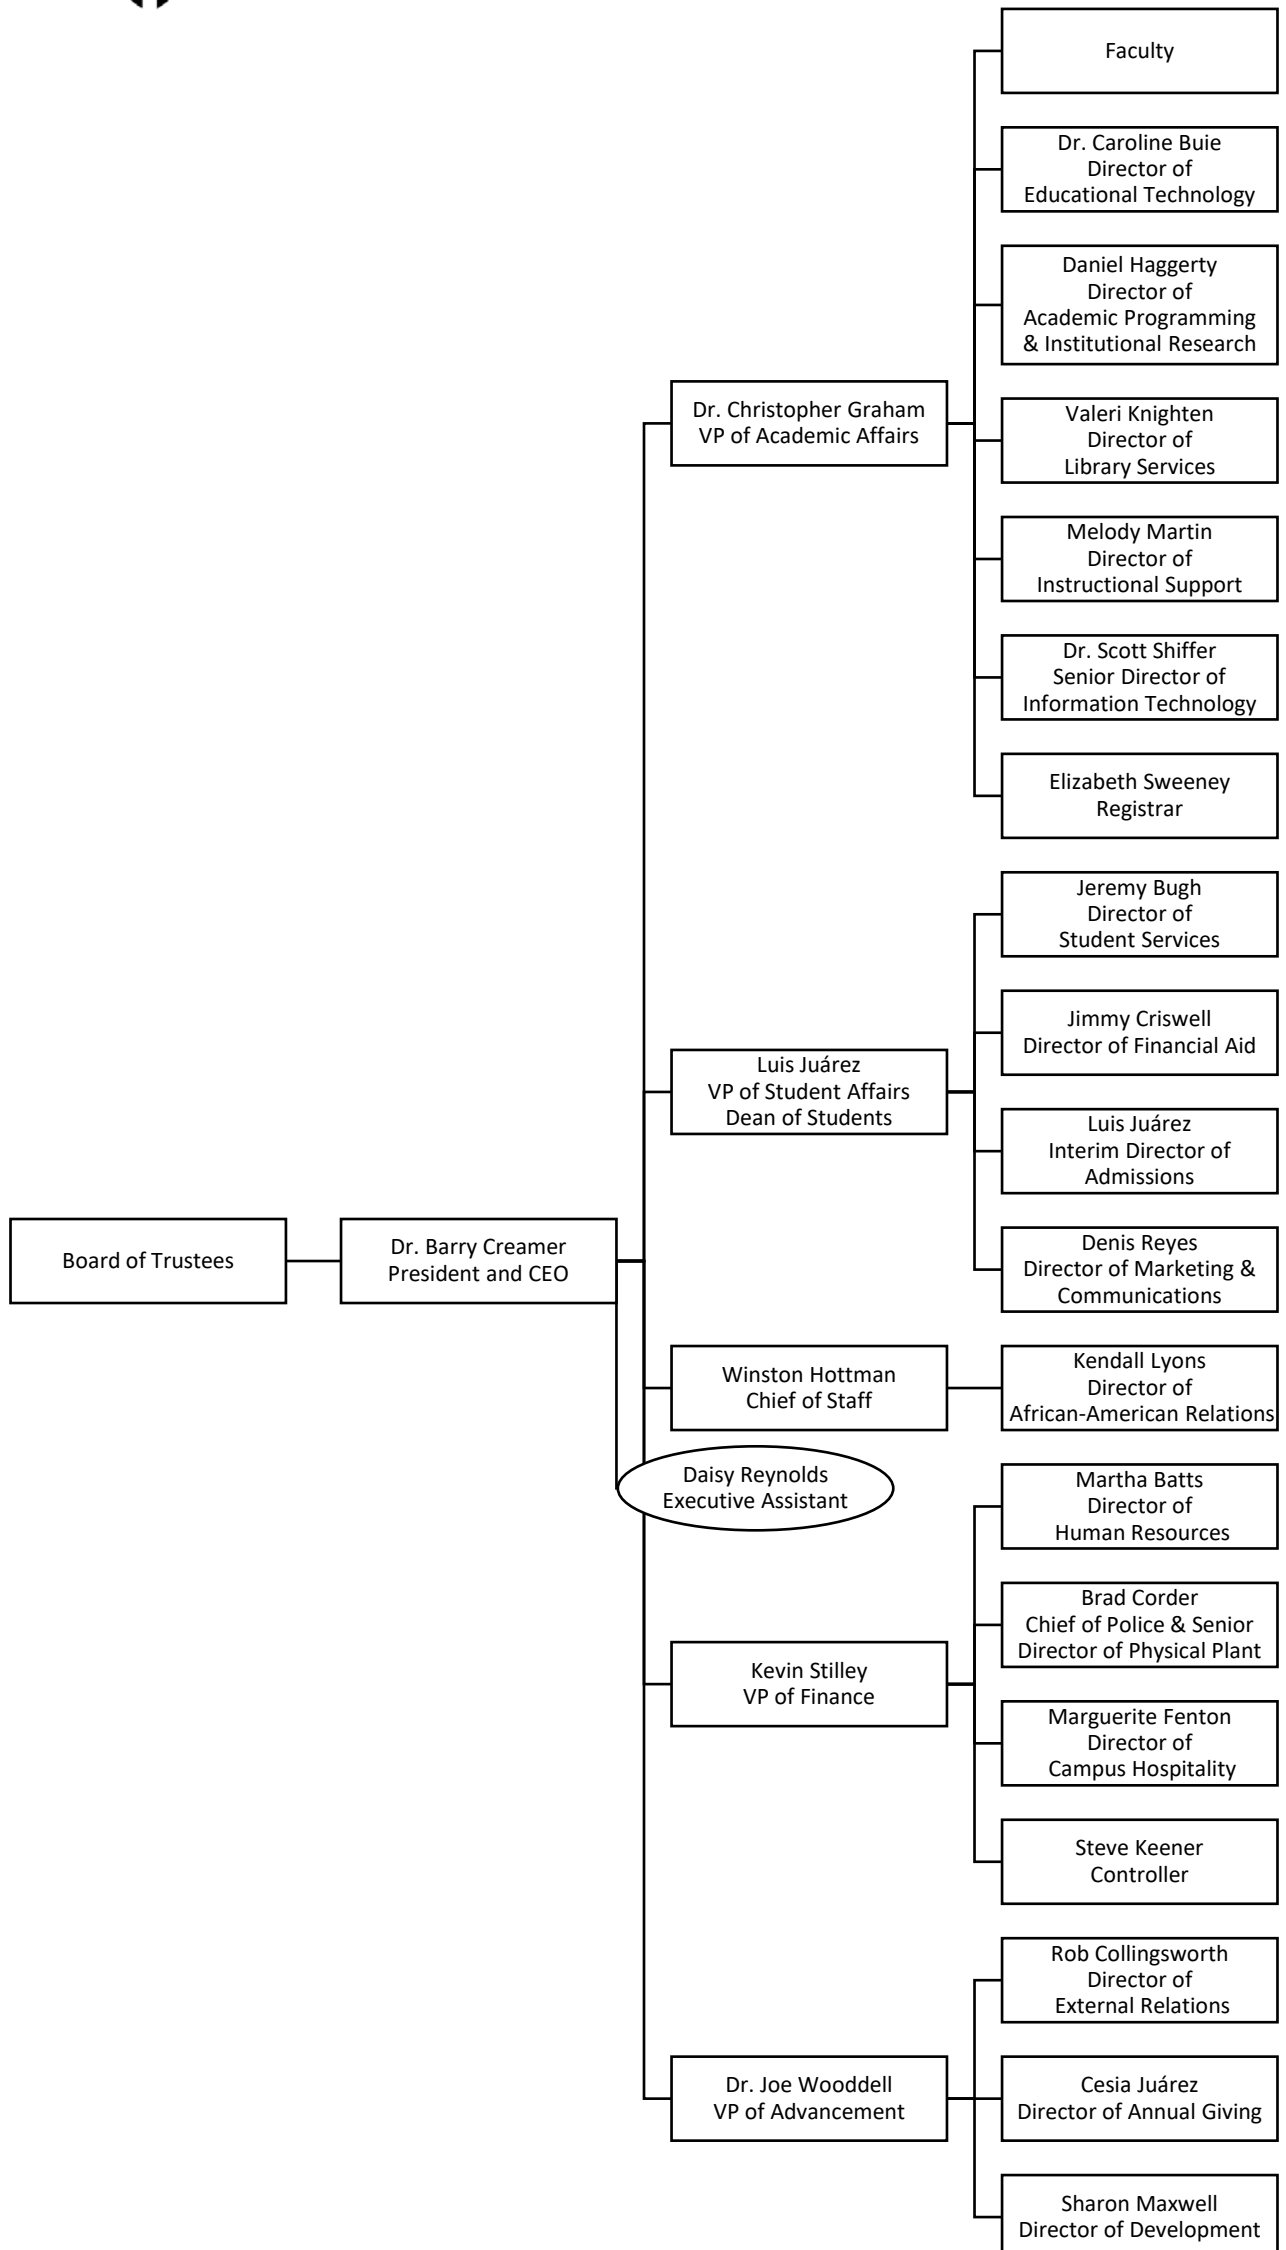 Faculty
Dr. Caroline Buie
Director of
Educational Technology
Daniel Haggerty
Director of
Academic Programming
& Institutional Research
Dr. Christopher Graham
VP of Academic Affairs
Valeri Knighten
Director of
Library Services
Melody Martin
Director of
Instructional Support
Dr. Scott Shiffer
Senior Director of
Information Technology
Elizabeth Sweeney
Registrar
Jeremy Bugh
Director of
Student Services
Jimmy Criswell
Director of Financial Aid
Luis Juárez
VP of Student Affairs
Dean of Students
Luis Juárez
Interim Director of
Admissions
Board of Trustees
Dr. Barry Creamer
President and CEO
Denis Reyes
Director of Marketing &
Communications
Winston Hottman
Chief of Staff
Kendall Lyons
Director of
African-American Relations
Daisy Reynolds
Executive Assistant
Martha Batts
Director of
Human Resources
Brad Corder
Chief of Police & Senior
Director of Physical Plant
Kevin Stilley
VP of Finance
Marguerite Fenton
Director of
Campus Hospitality
Steve Keener
Controller
Rob Collingsworth
Director of
External Relations
Dr. Joe Wooddell
VP of Advancement
Cesia Juárez
Director of Annual Giving
Sharon Maxwell
Director of Development